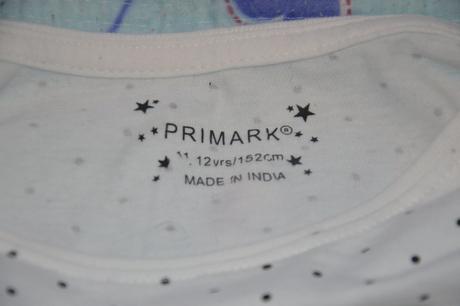 PRIMARK®
11, 12yrs/152cm
MADE IN INDIA